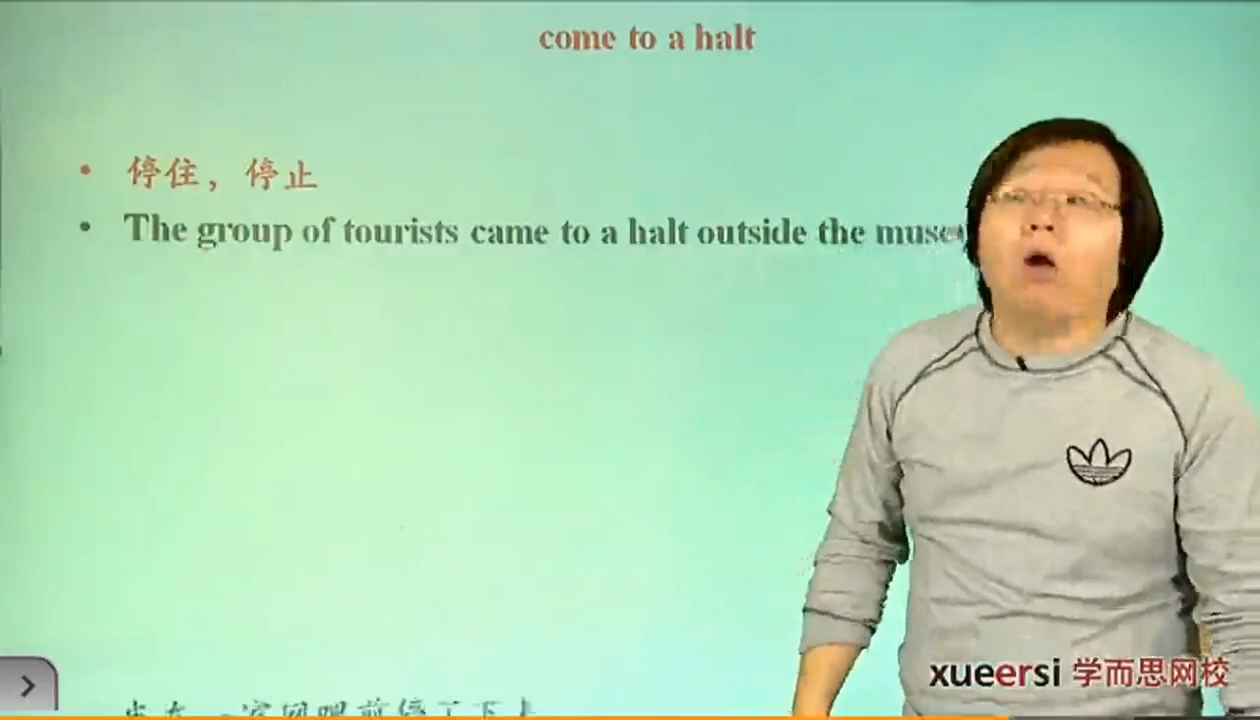 come to a halt
• 停住，停止
• The group of tourists came to a halt outside the
xueersi 学而思网校